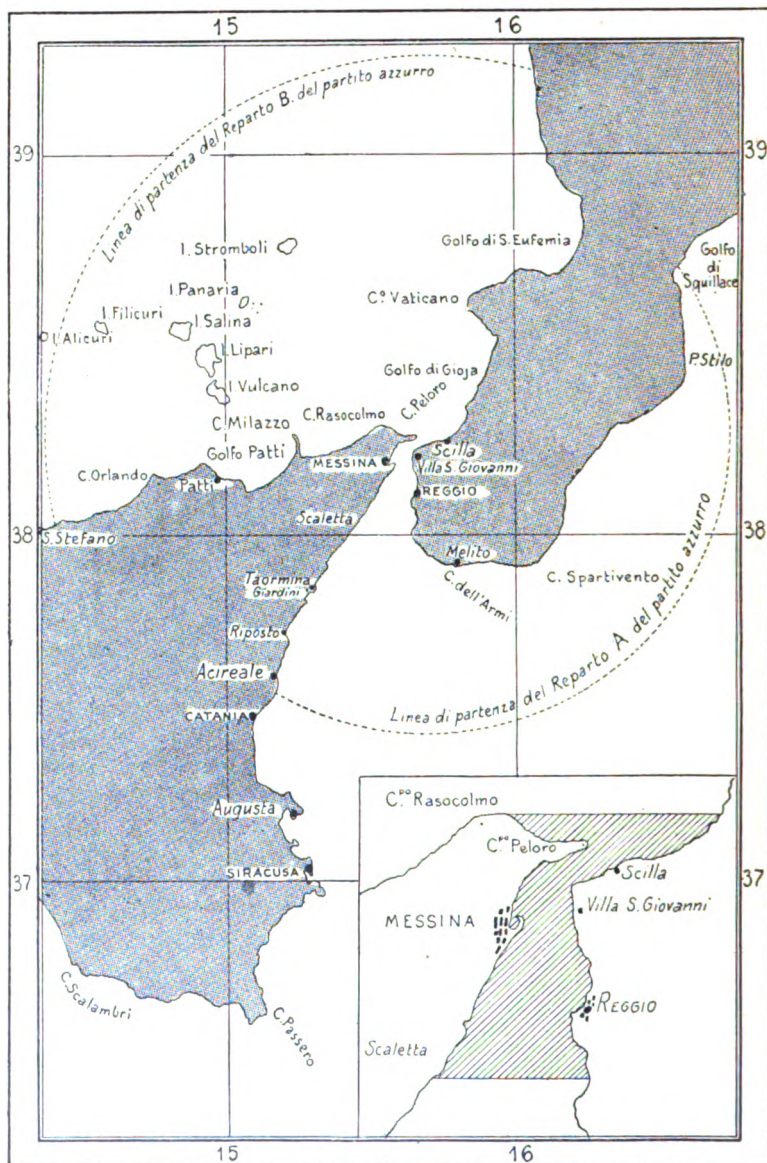 15
16
39
39
Linea di partenza del Reparto B. del partito azzurro
I. Stromboli
Golfo di S. Eufemia
Golfo
di
Squillace
I. Panaria
C.º Vaticano
I. Filicuri
I. Salina
I. Alicuri
I. Lipari
Golfo di Gioja
P. Stilo
I. Vulcano
C. Peloro
C. Milazzo
C. Rasocolmo
Golfo Patti
MESSINA
Scilla
Villa S. Giovanni
C. Orlando
Patti
REGGIO
Scaletta
38
38
S. Stefano
Melito
Taormina
Giardini
C. dell'Armi
C. Spartivento
Riposto
Acireale
Linea di partenza del Reparto A del partito azzurro
CATANIA
Augusta
SIRACUSA
37
37
C. Scalambri
C. Passero
C.po Rasocolmo
C.po Peloro
Scilla
MESSINA
Villa S. Giovanni
REGGIO
Scaletta
15
16